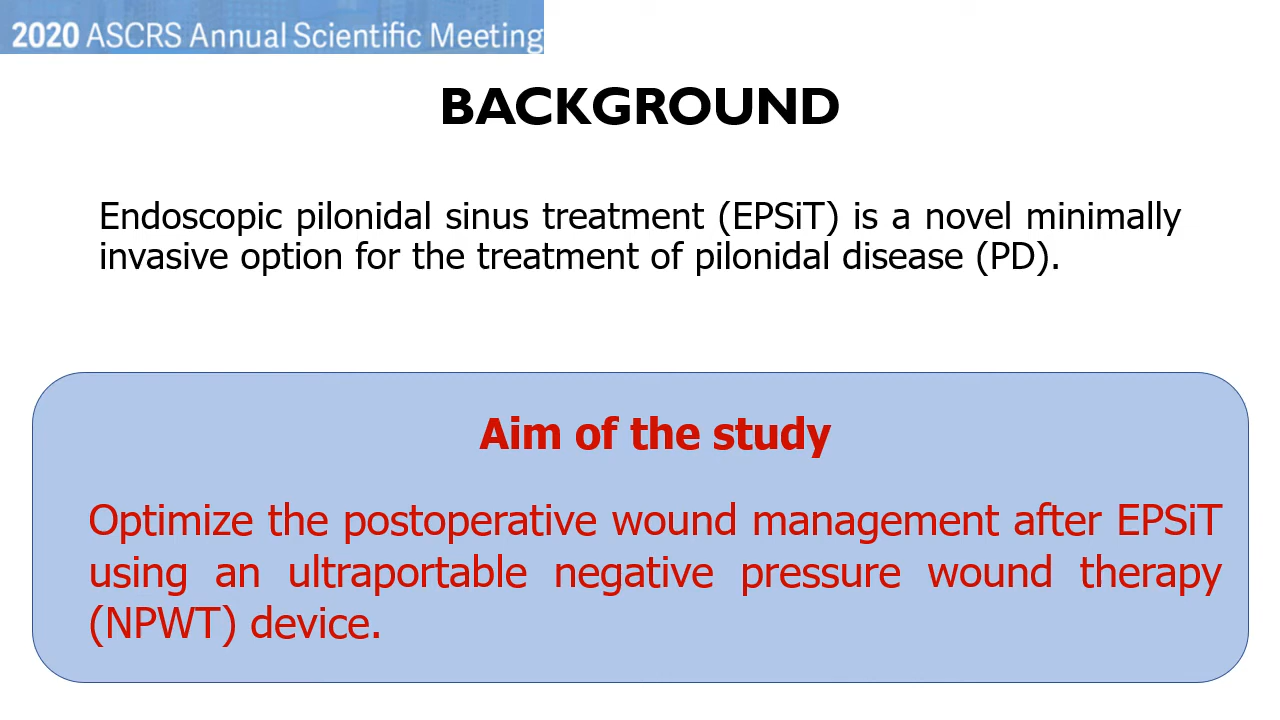 2020 ASCRS Annual Scientific Meeting
BACKGROUND
Endoscopic pilonidal sinus treatment (EPSiT) is a novel minimally
invasive option for the treatment of pilonidal disease (PD).
Aim of the study
Optimize the postoperative wound management after EPSiT
using an ultraportable negative pressure wound therapy
(NPWT) device.